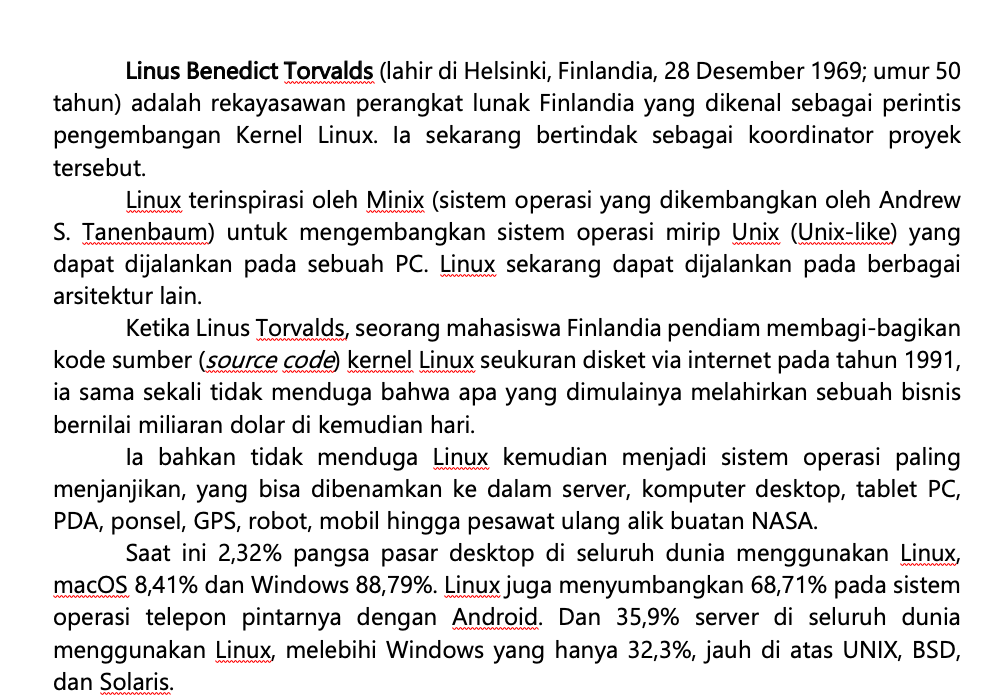 Linus Benedict Torvalds (lahir di Helsinki, Finlandia, 28 Desember 1969; umur 50
tahun) adalah rekayasawan perangkat lunak Finlandia yang dikenal sebagai perintis
pengembangan Kernel Linux. Ia sekarang bertindak sebagai koordinator proyek
tersebut.
Linux terinspirasi oleh Minix (sistem operasi yang dikembangkan oleh Andrew
S. Tanenbaum) untuk mengembangkan sistem operasi mirip Unix (Unix-like) yang
dapat dijalankan pada sebuah PC. Linux sekarang dapat dijalankan pada berbagai
arsitektur lain.
Ketika Linus Torvalds, seorang mahasiswa Finlandia pendiam membagi-bagikan
kode sumber (source code) kernel Linux seukuran disket via internet pada tahun 1991,
ia sama sekali tidak menduga bahwa apa yang dimulainya melahirkan sebuah bisnis
bernilai miliaran dolar di kemudian hari.
Ia bahkan tidak menduga Linux kemudian menjadi sistem operasi paling
menjanjikan, yang bisa dibenamkan ke dalam server, komputer desktop, tablet PC,
PDA, ponsel, GPS, robot, mobil hingga pesawat ulang alik buatan NASA.
Saat ini 2,32% pangsa pasar desktop di seluruh dunia menggunakan Linux,
macOS 8,41% dan Windows 88,79%. Linux juga menyumbangkan 68,71% pada sistem
operasi telepon pintarnya dengan Android. Dan 35,9% server di seluruh dunia
menggunakan Linux, melebihi Windows yang hanya 32,3%, jauh di atas UNIX, BSD,
dan Solaris.